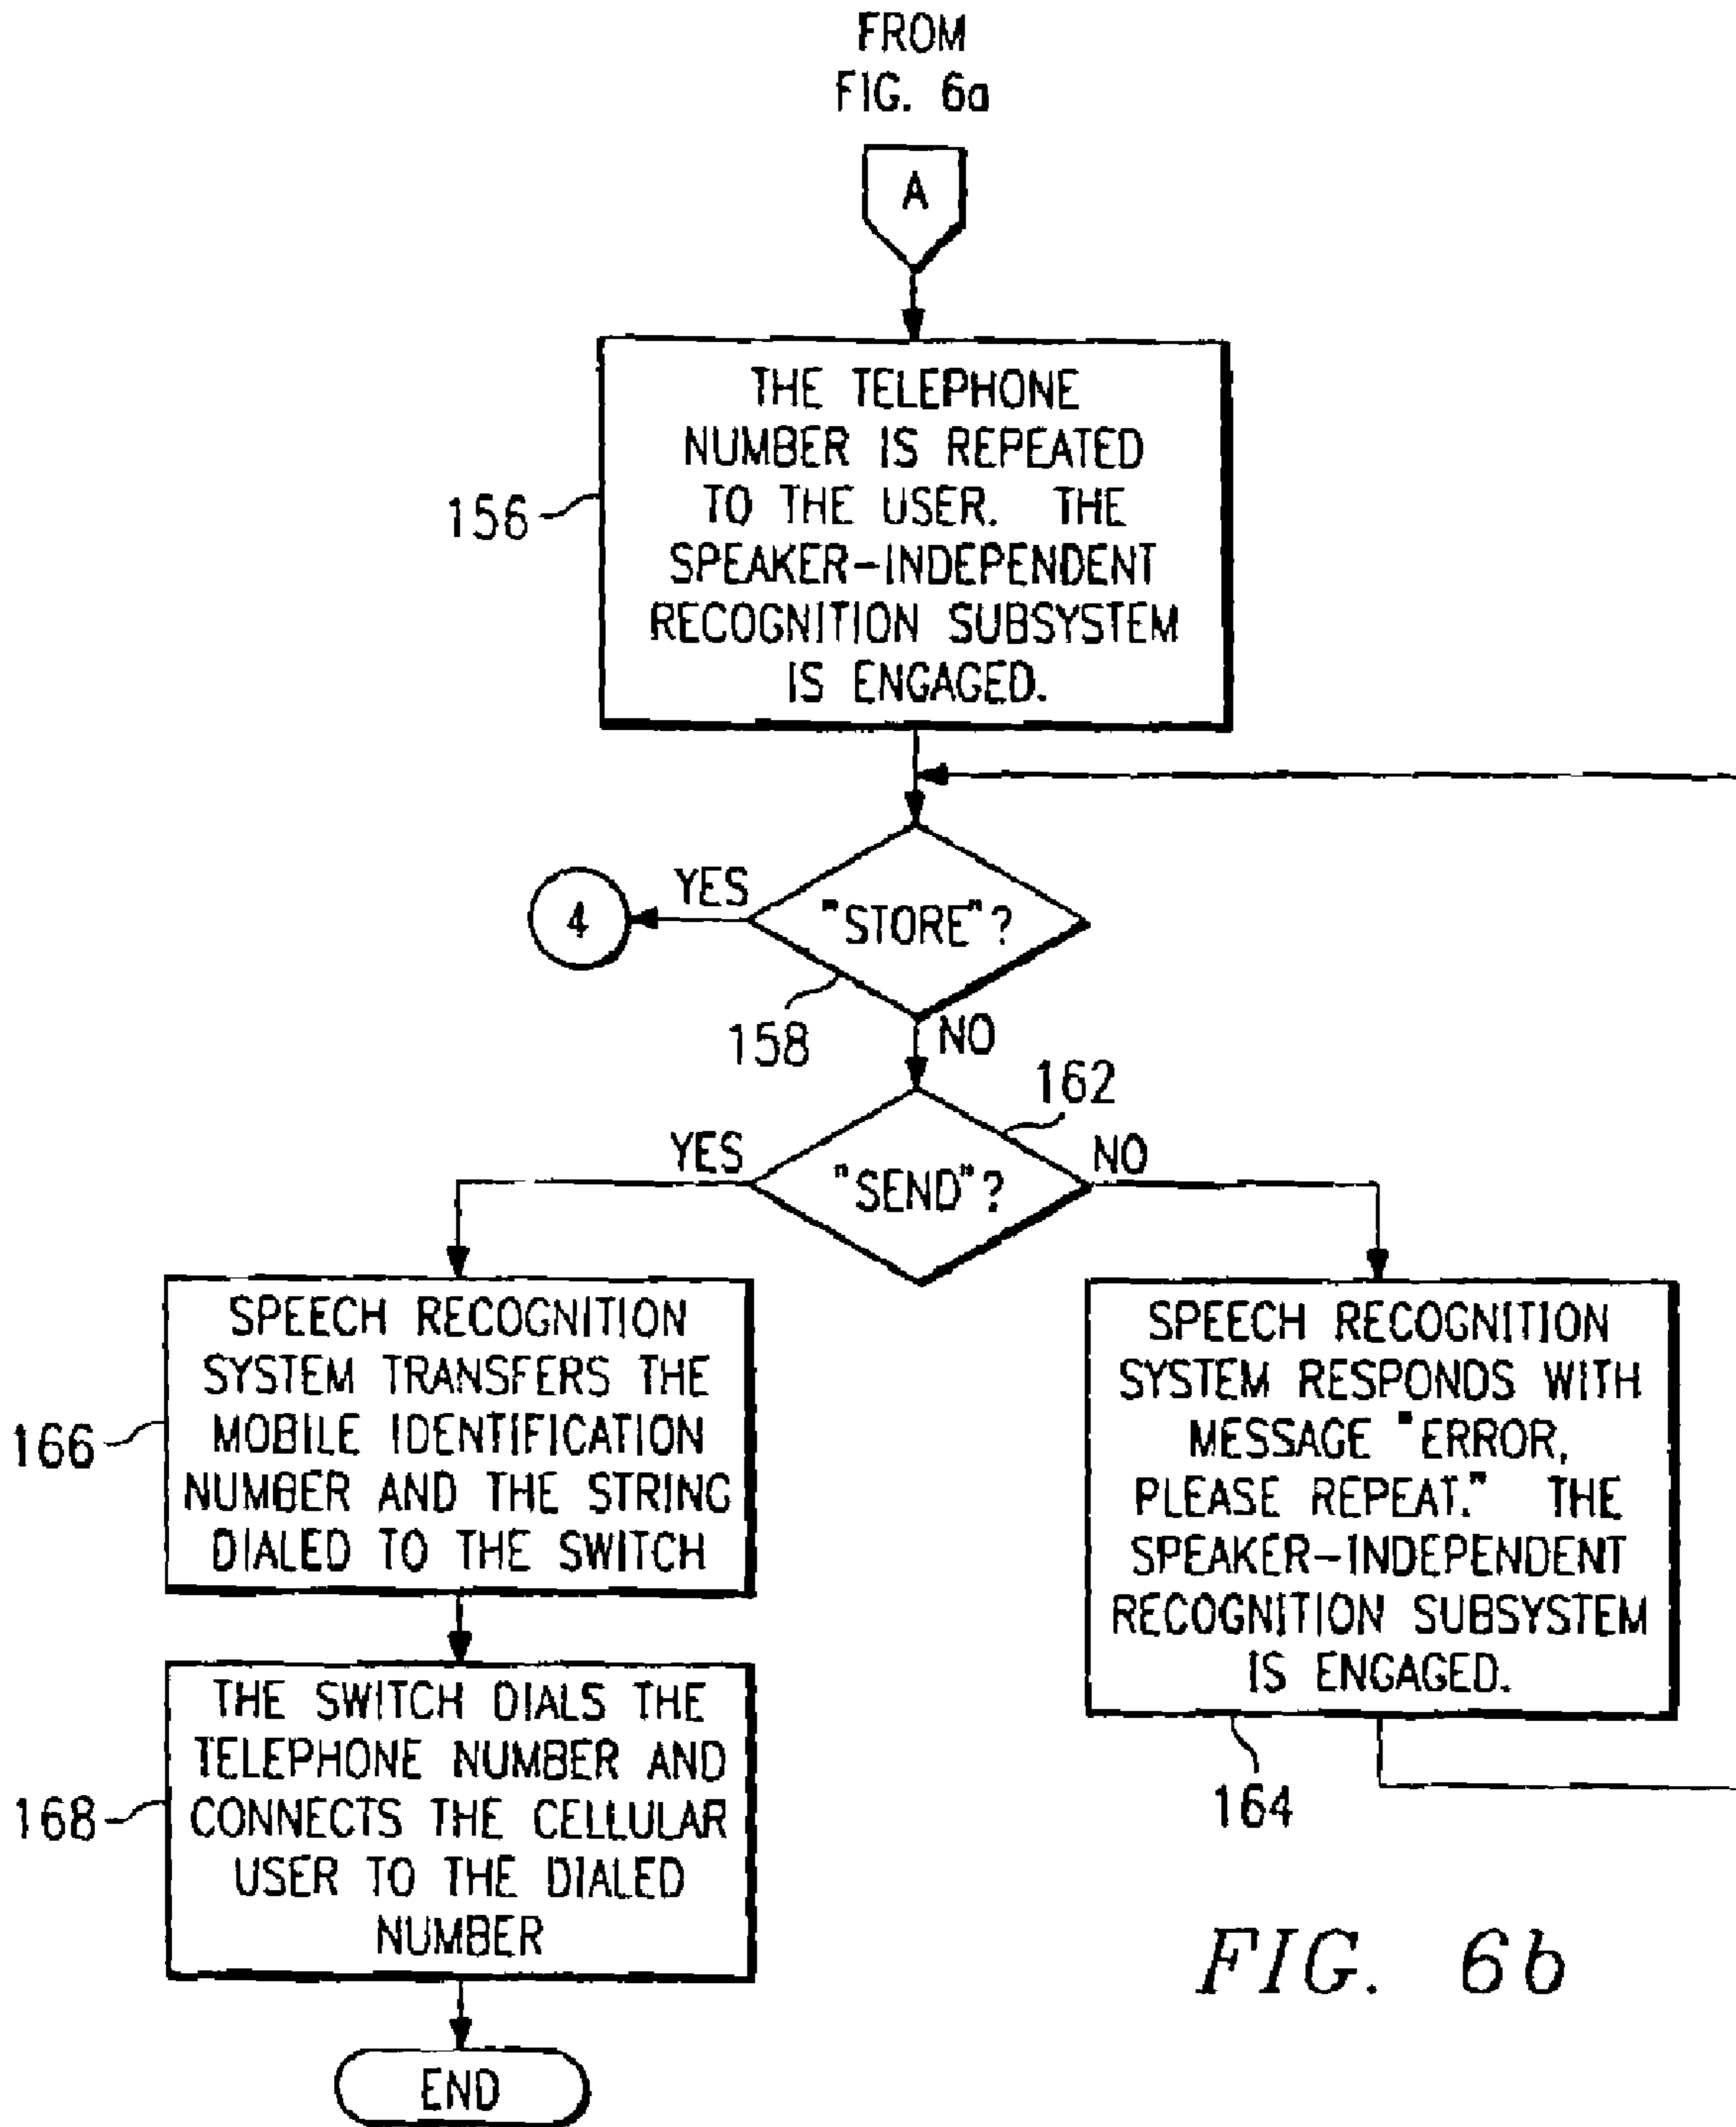 FROM
FIG. 6a
A
THE TELEPHONE
NUMBER IS REPEATED
TO THE USER. THE
SPEAKER-INDEPENDENT
RECOGNITION SUBSYSTEM
IS ENGAGED.
156
YES
4
"STORE"?
158
NO
162
YES
"SEND"?
NO
SPEECH RECOGNITION
SYSTEM TRANSFERS THE
MOBILE IDENTIFICATION
NUMBER AND THE STRING
DIALED TO THE SWITCH
166
SPEECH RECOGNITION
SYSTEM RESPONDS WITH
MESSAGE "ERROR,
PLEASE REPEAT." THE
SPEAKER-INDEPENDENT
RECOGNITION SUBSYSTEM
IS ENGAGED.
164
THE SWITCH DIALS THE
TELEPHONE NUMBER AND
CONNECTS THE CELLULAR
USER TO THE DIALED
NUMBER
168
END
FIG. 6b